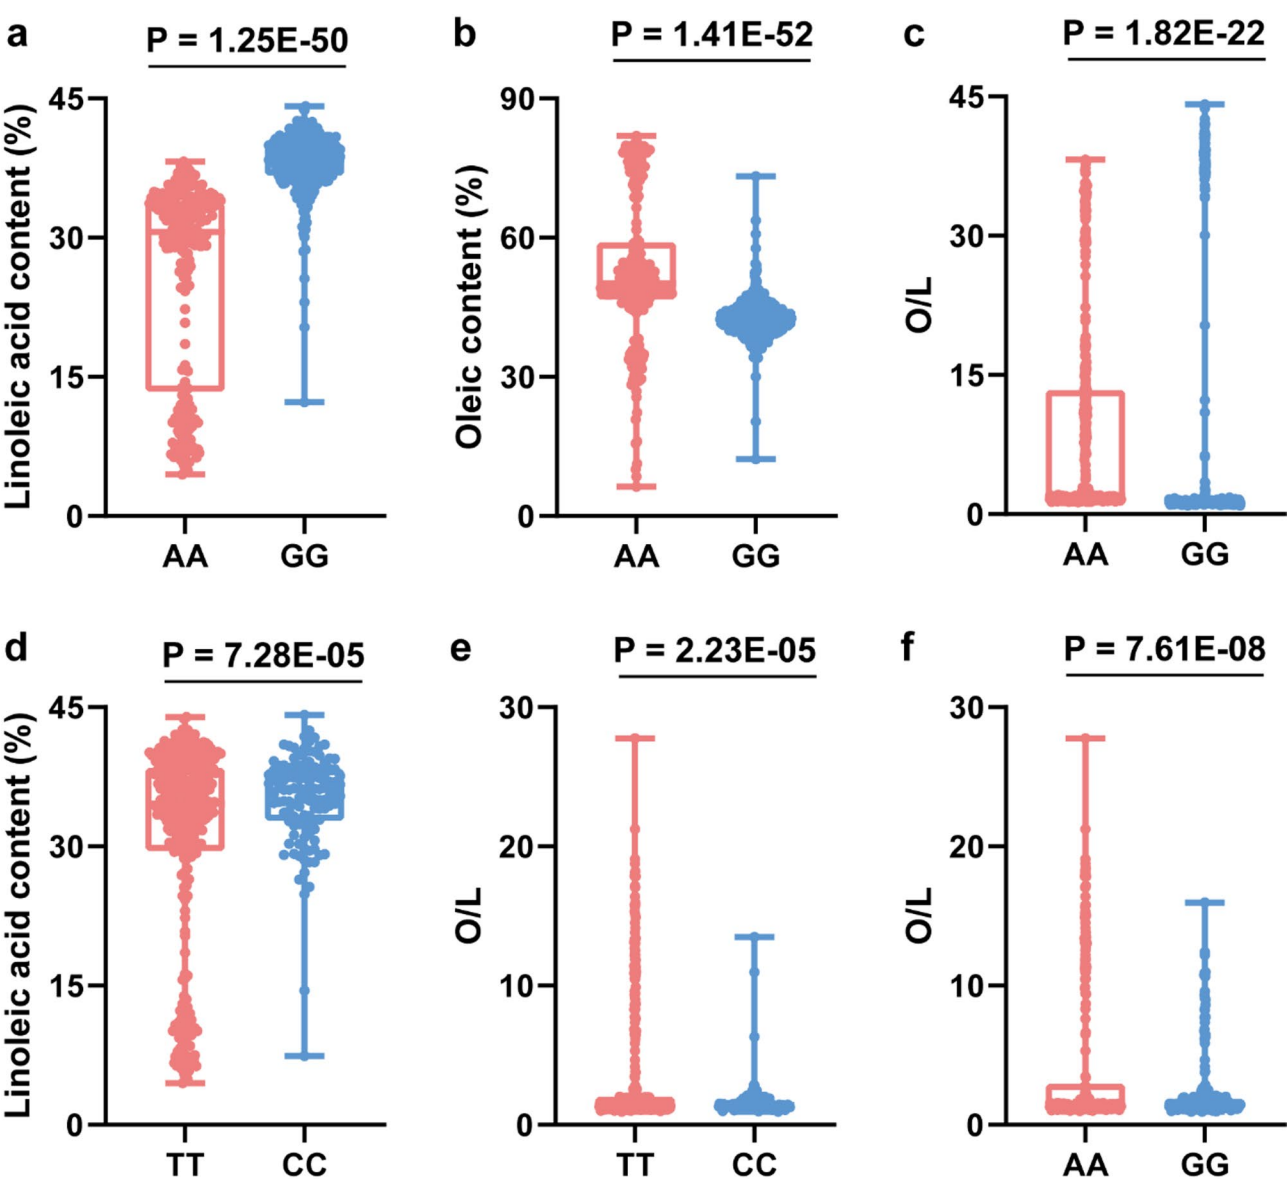 a
P = 1.25E-50
Linoleic acid content (%)
45
30
15
0
AA
GG
b
P = 1.41E-52
Oleic content (%)
90
60
30
0
AA
GG
c
P = 1.82E-22
O/L
45
30
15
0
AA
GG
d
P = 7.28E-05
Linoleic acid content (%)
45
30
15
0
TT
CC
e
P = 2.23E-05
O/L
30
20
10
0
TT
CC
f
P = 7.61E-08
O/L
30
20
10
0
AA
GG